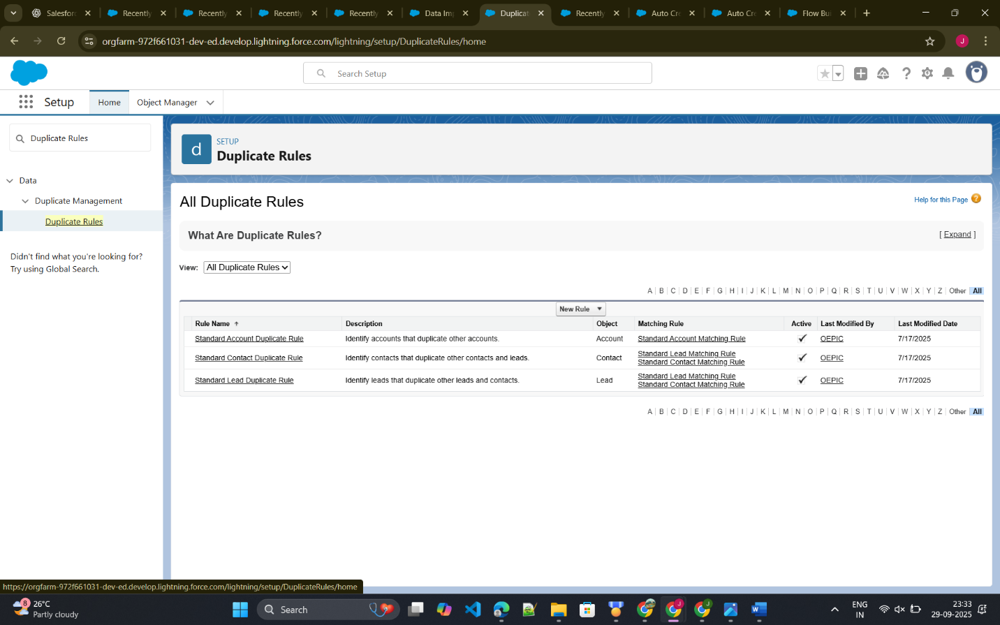 Salesforc
Recently
Recently
Recently
Recently
Data Imp
Duplicat
Recently
Auto Cre
Auto Cre
Flow Bui
orgfarm-972f661031-dev-ed.develop.lightning.force.com/lightning/setup/DuplicateRules/home
J
Search Setup
Setup
Home
Object Manager
Duplicate Rules
Data
Duplicate Management
Duplicate Rules
Didn't find what you're looking for?
Try using Global Search.
d
SETUP
Duplicate Rules
All Duplicate Rules
Help for this Page ?
What Are Duplicate Rules?
[ Expand ]
View: All Duplicate Rules
A | B | C | D | E | F | G | H | I | J | K | L | M | N | O | P | Q | R | S | T | U | V | W | X | Y | Z | Other | All
New Rule
Rule Name ↑ Description Object Matching Rule Active Last Modified By Last Modified Date
Standard Account Duplicate Rule Identify accounts that duplicate other accounts. Account Standard Account Matching Rule ✓ OEPIC 7/17/2025
Standard Contact Duplicate Rule Identify contacts that duplicate other contacts and leads. Contact Standard Lead Matching Rule ✓ OEPIC 7/17/2025
Standard Contact Matching Rule
Standard Lead Duplicate Rule Identify leads that duplicate other leads and contacts. Lead Standard Lead Matching Rule ✓ OEPIC 7/17/2025
Standard Contact Matching Rule
A | B | C | D | E | F | G | H | I | J | K | L | M | N | O | P | Q | R | S | T | U | V | W | X | Y | Z | Other | All
https://orgfarm-972f661031-dev-ed.develop.lightning.force.com/lightning/setup/DuplicateRules/home
8
26°C
Partly cloudy
Search
ENG
IN
23:33
29-09-2025